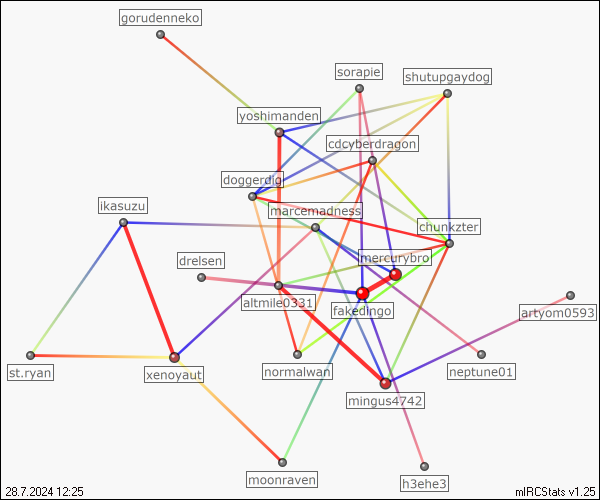 gorudenneko
sorapie
shutupgaydog
yoshimanden
cdcyberdragon
doggerdig
ikasuzu
marcemadness
chunkzter
drelsen
mercurybro
altmile0331
fakedingo
artyom0593
st.ryan
xenoyaut
normalwan
neptune01
mingus4742
moonraven
h3ehe3
28.7.2024 12:25
mIRCStats v1.25